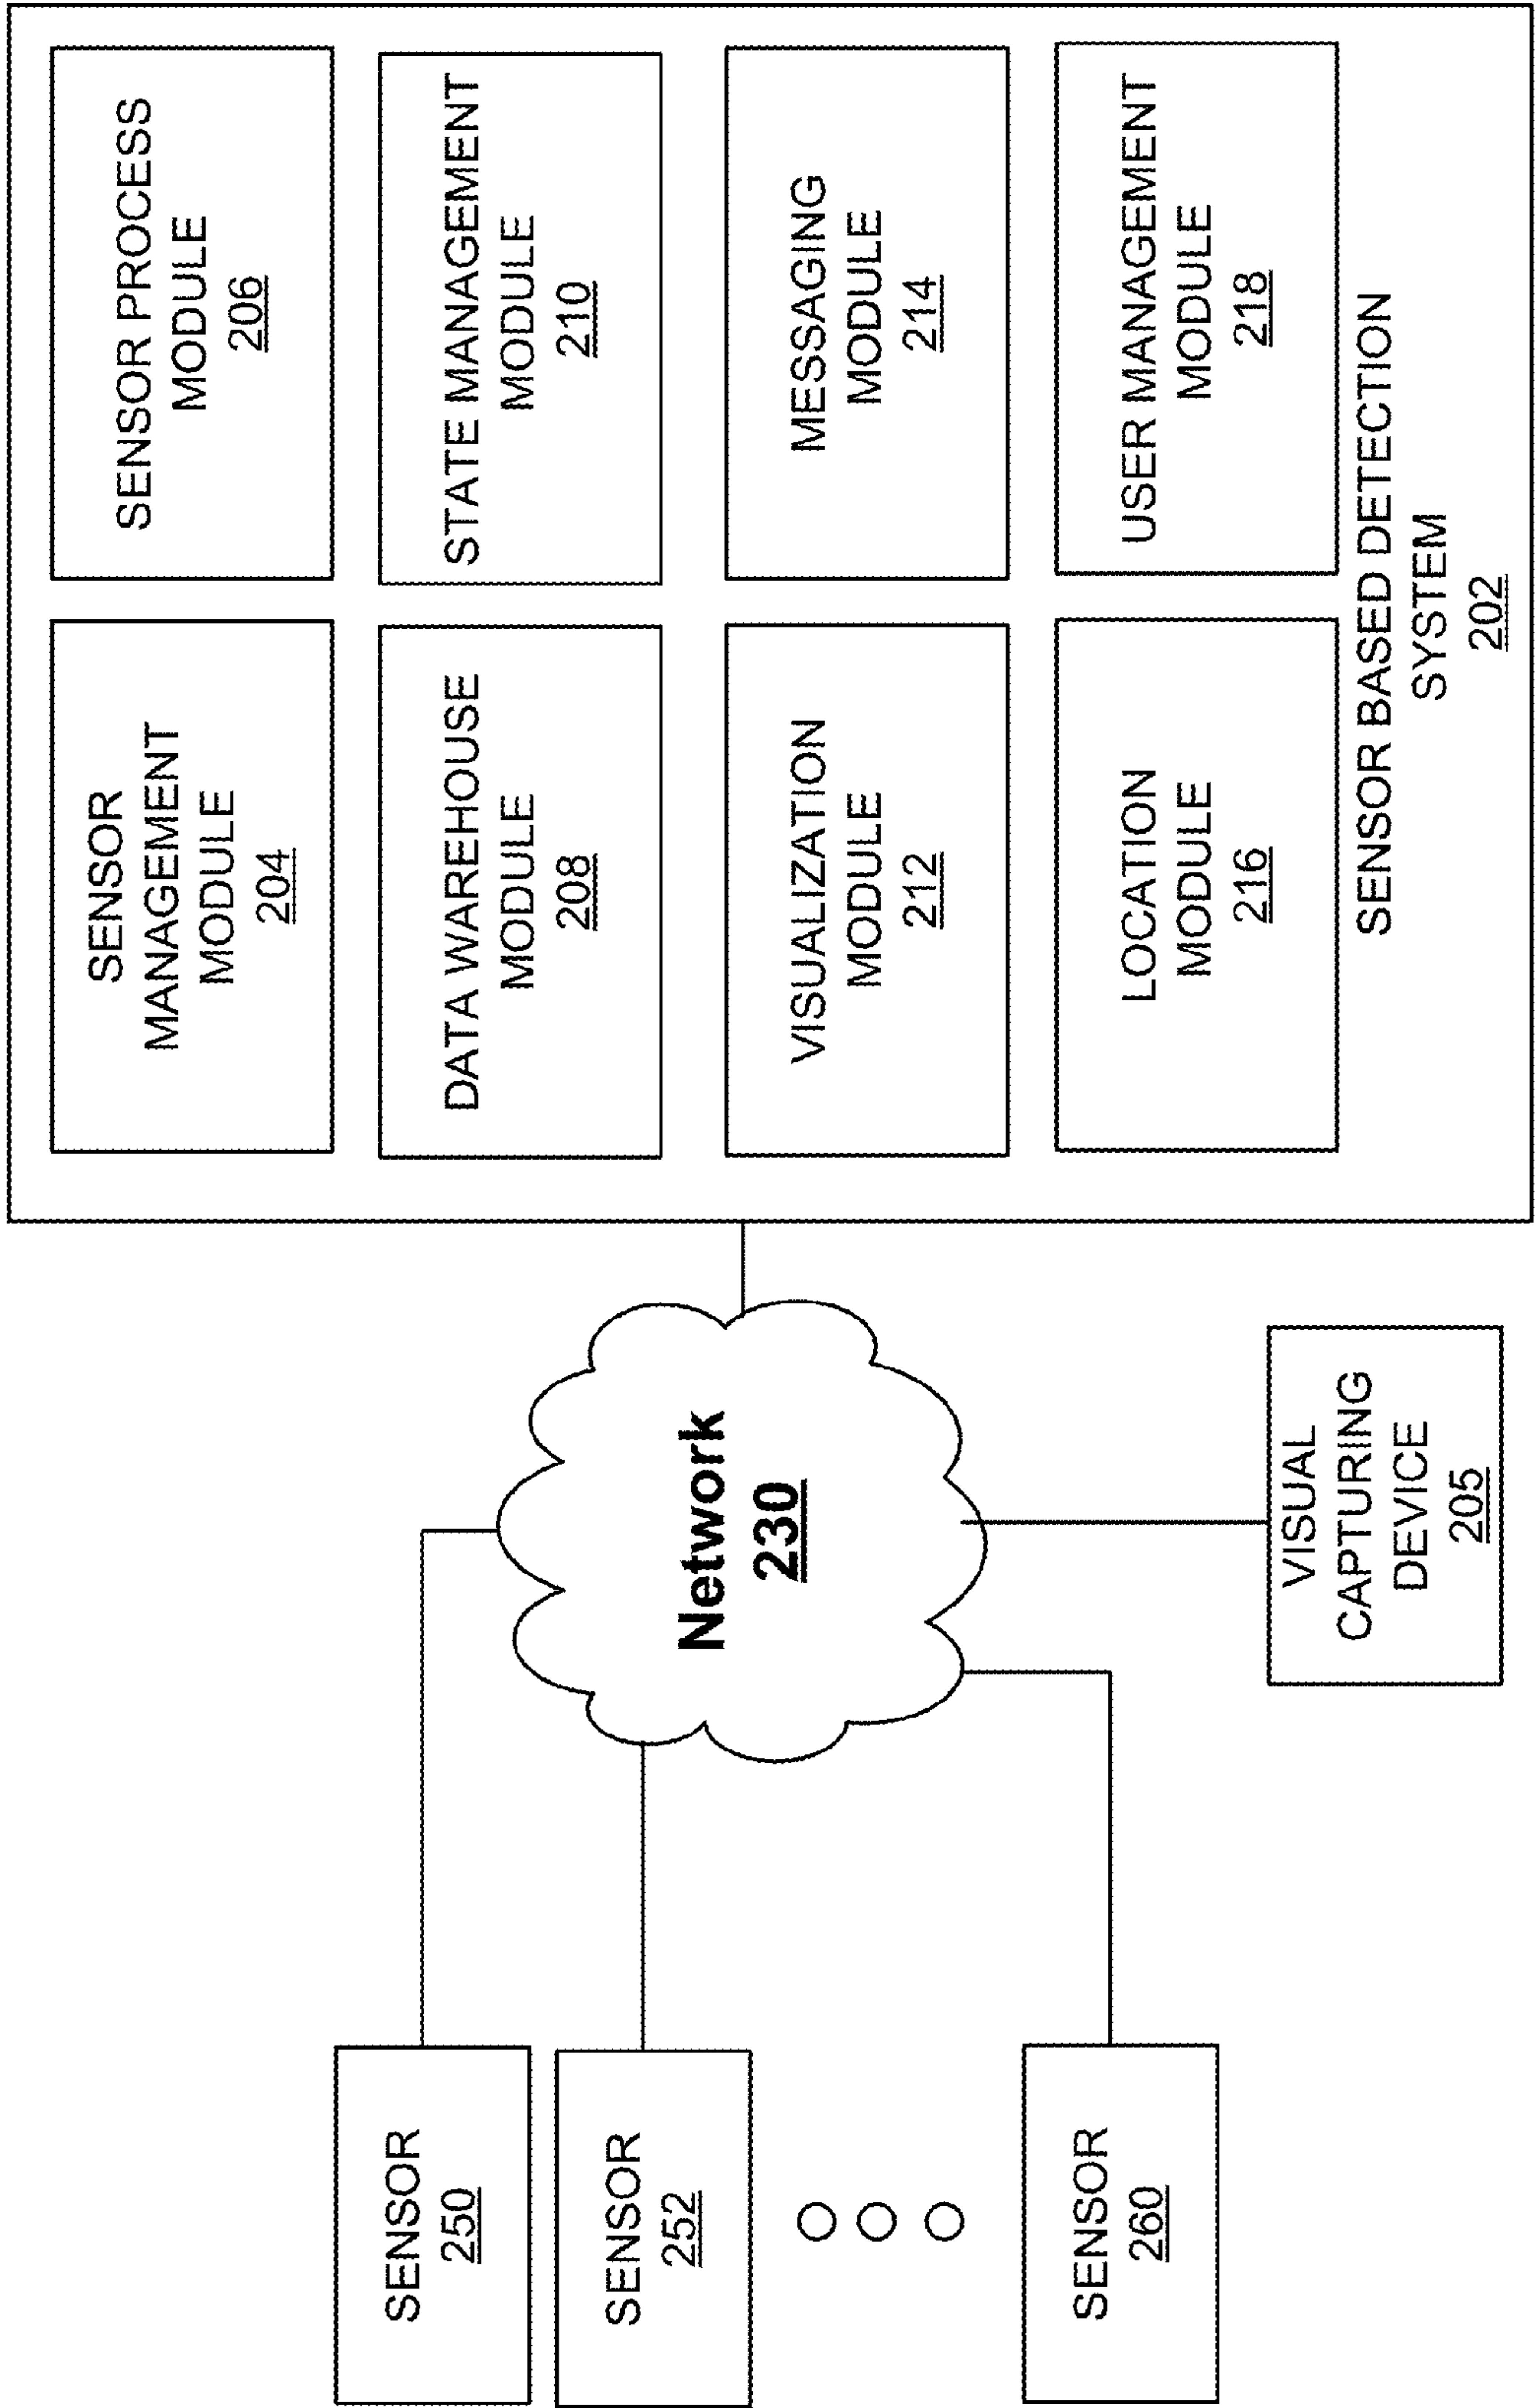 SENSOR
250
SENSOR
252
SENSOR
260
Network
230
VISUAL
CAPTURING
DEVICE
205
SENSOR
MANAGEMENT
MODULE
204
SENSOR PROCESS
MODULE
206
DATA WAREHOUSE
MODULE
208
STATE MANAGEMENT
MODULE
210
VISUALIZATION
MODULE
212
MESSAGING
MODULE
214
LOCATION
MODULE
216
USER MANAGEMENT
MODULE
218
SENSOR BASED DETECTION
SYSTEM
202